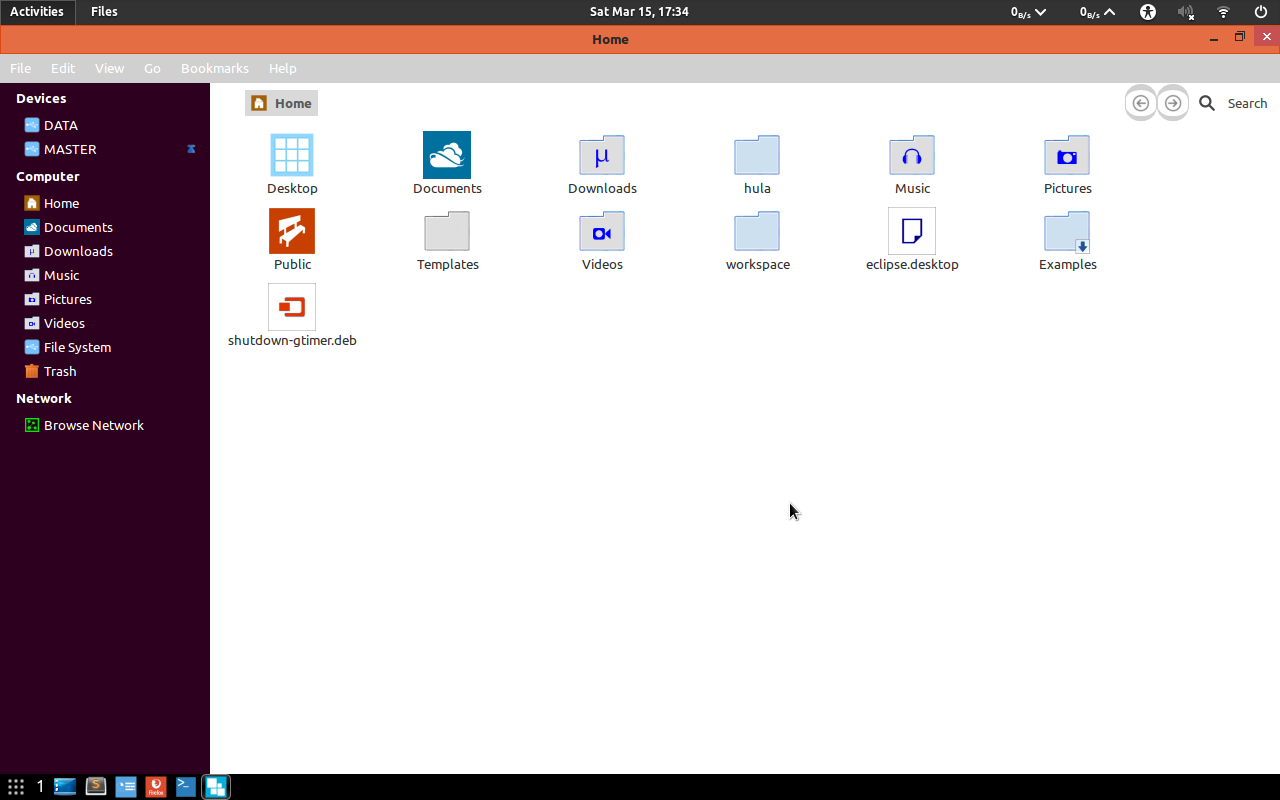 Activities Files Sat Mar 15, 17:34 0B/s 0B/s
Home
File Edit View Go Bookmarks Help
Devices
DATA
MASTER
Computer
Home
Documents
Downloads
Music
Pictures
Videos
File System
Trash
Network
Browse Network
Home Search
Desktop Documents Downloads hula Music Pictures
Public Templates Videos workspace eclipse.desktop Examples
shutdown-gtimer.deb
1